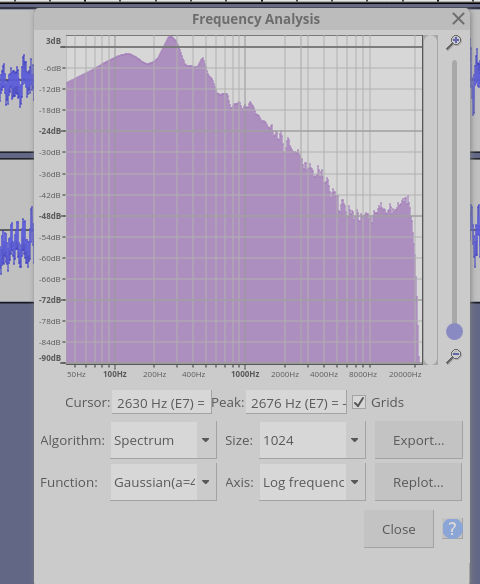 Frequency Analysis
3dB
-6dB
-12dB
-18dB
-24dB
-30dB
-36dB
-42dB
-48dB
-54dB
-60dB
-66dB
-72dB
-78dB
-84dB
-90dB
50Hz 100Hz 200Hz 400Hz 1000Hz 2000Hz 4000Hz 8000Hz 20000Hz
Cursor: 2630 Hz (E7) = Peak: 2676 Hz (E7) = - Grids
Algorithm: Spectrum Size: 1024 Export...
Function: Gaussian(a=4 Axis: Log frequenc Replot...
Close ?